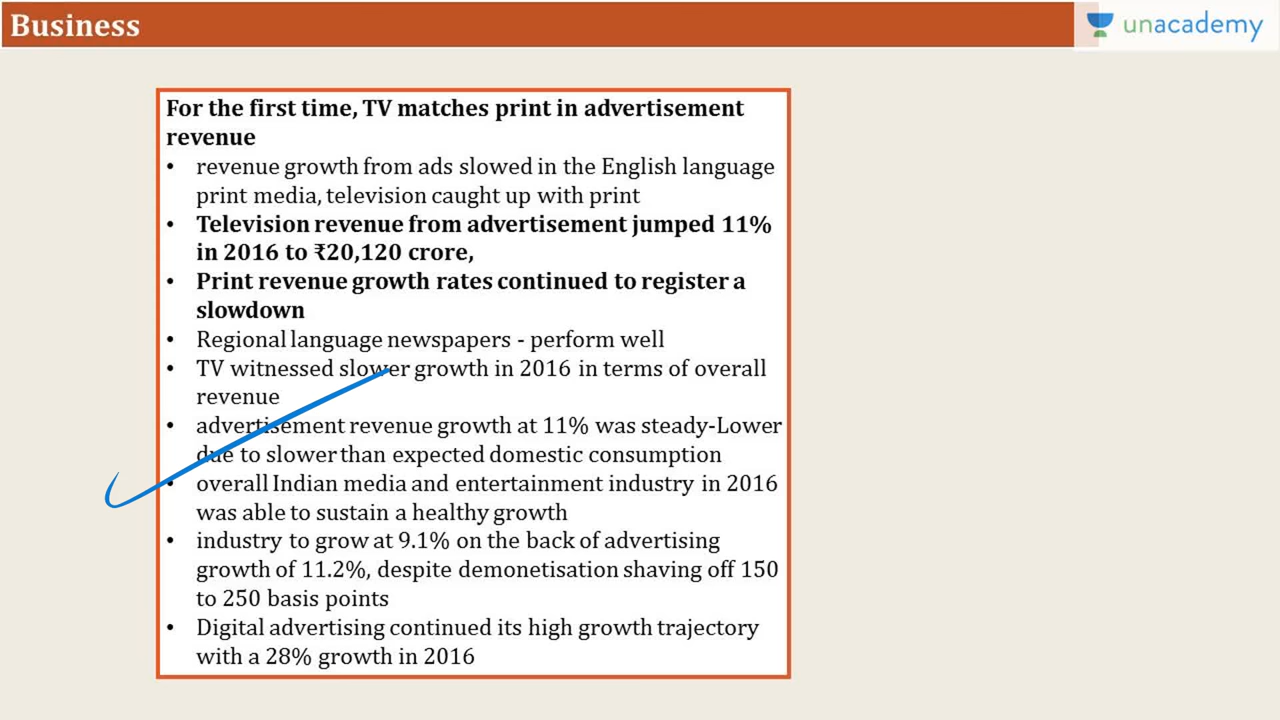 Business
unacademy
For the first time, TV matches print in advertisement
revenue
• revenue growth from ads slowed in the English language
print media, television caught up with print
• Television revenue from advertisement jumped 11%
in 2016 to ₹20,120 crore,
• Print revenue growth rates continued to register a
slowdown
• Regional language newspapers - perform well
• TV witnessed slower growth in 2016 in terms of overall
revenue
• advertisement revenue growth at 11% was steady-Lower
due to slower than expected domestic consumption
• overall Indian media and entertainment industry in 2016
was able to sustain a healthy growth
• industry to grow at 9.1% on the back of advertising
growth of 11.2%, despite demonetisation shaving off 150
to 250 basis points
• Digital advertising continued its high growth trajectory
with a 28% growth in 2016